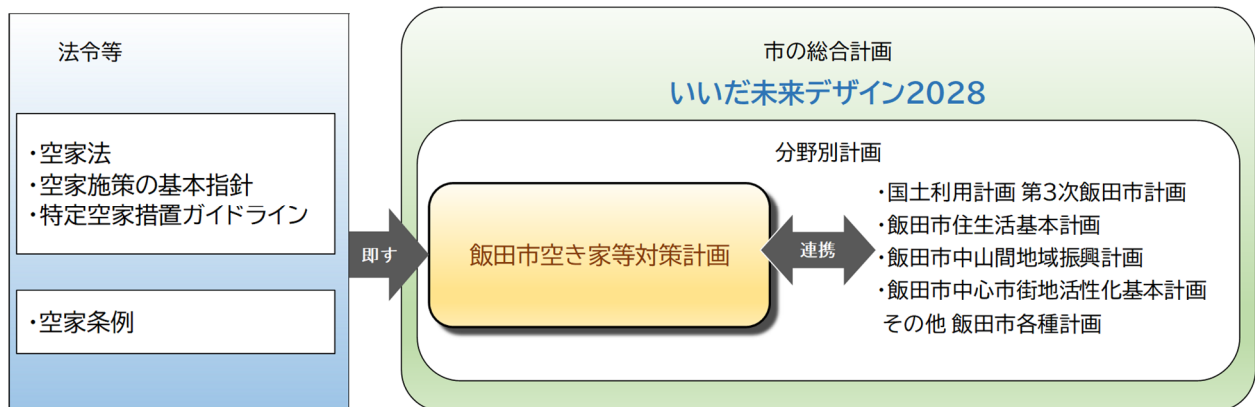 法令等
・空家法
・空家施策の基本指針
・特定空家措置ガイドライン
・空家条例
即す
市の総合計画
いいだ未来デザイン2028
分野別計画
飯田市空き家等対策計画
連携
・国土利用計画 第3次飯田市計画
・飯田市住生活基本計画
・飯田市中山間地域振興計画
・飯田市中心市街地活性化基本計画
その他 飯田市各種計画